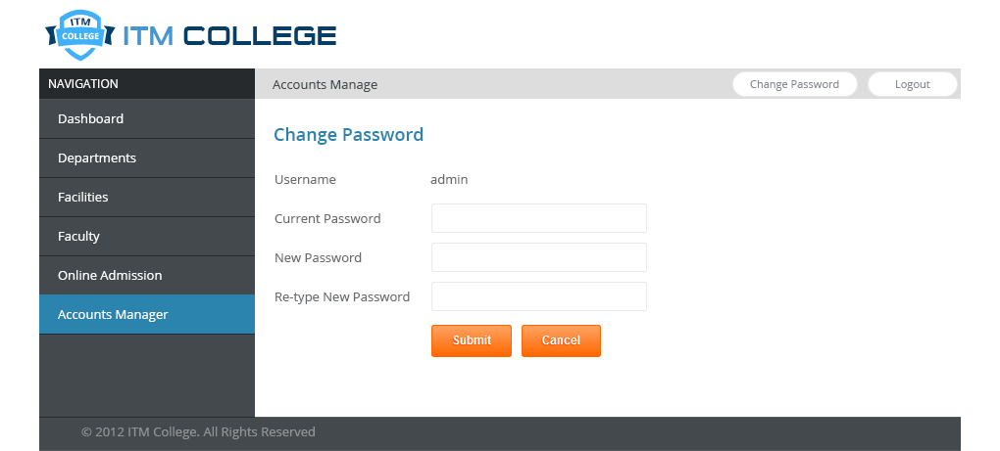 ITM
COLLEGE
ITM COLLEGE
NAVIGATION
Accounts Manage
Change Password
Logout
Dashboard
Departments
Facilities
Faculty
Online Admission
Accounts Manager
Change Password
Username admin
Current Password
New Password
Re-type New Password
Submit Cancel
© 2012 ITM College. All Rights Reserved